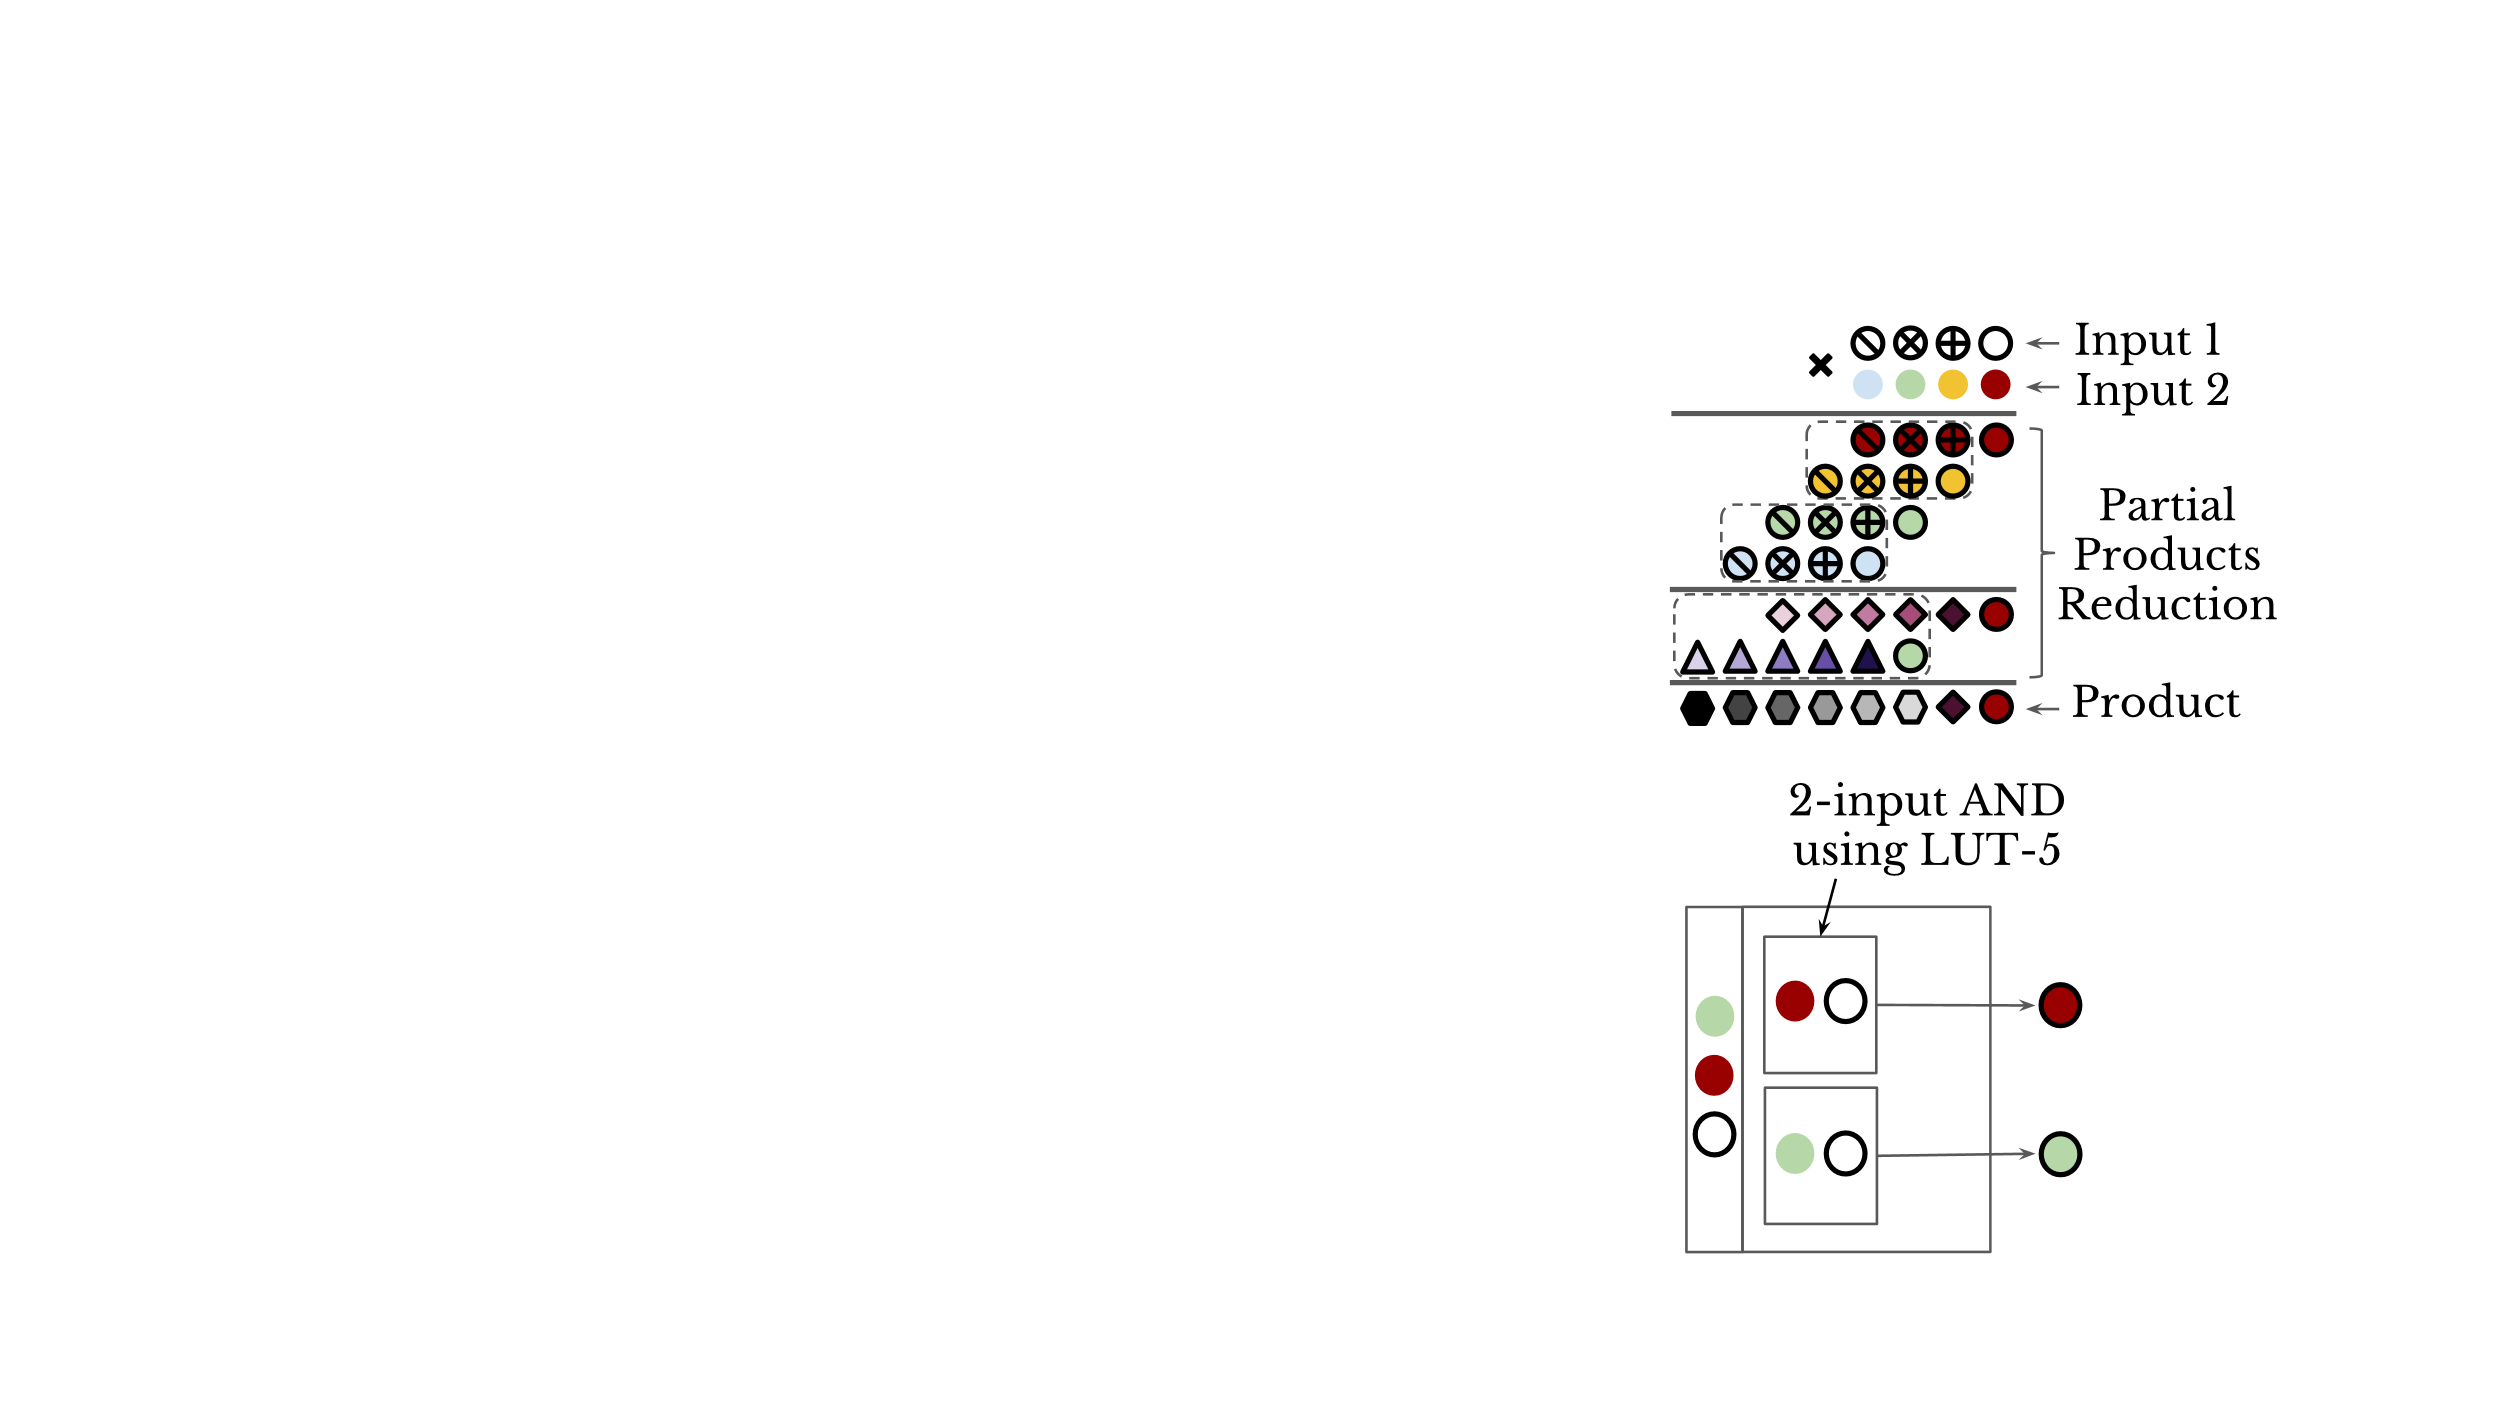 Input 1
Input 2
Partial
Products
Reduction
Product
2-input AND
using LUT-5